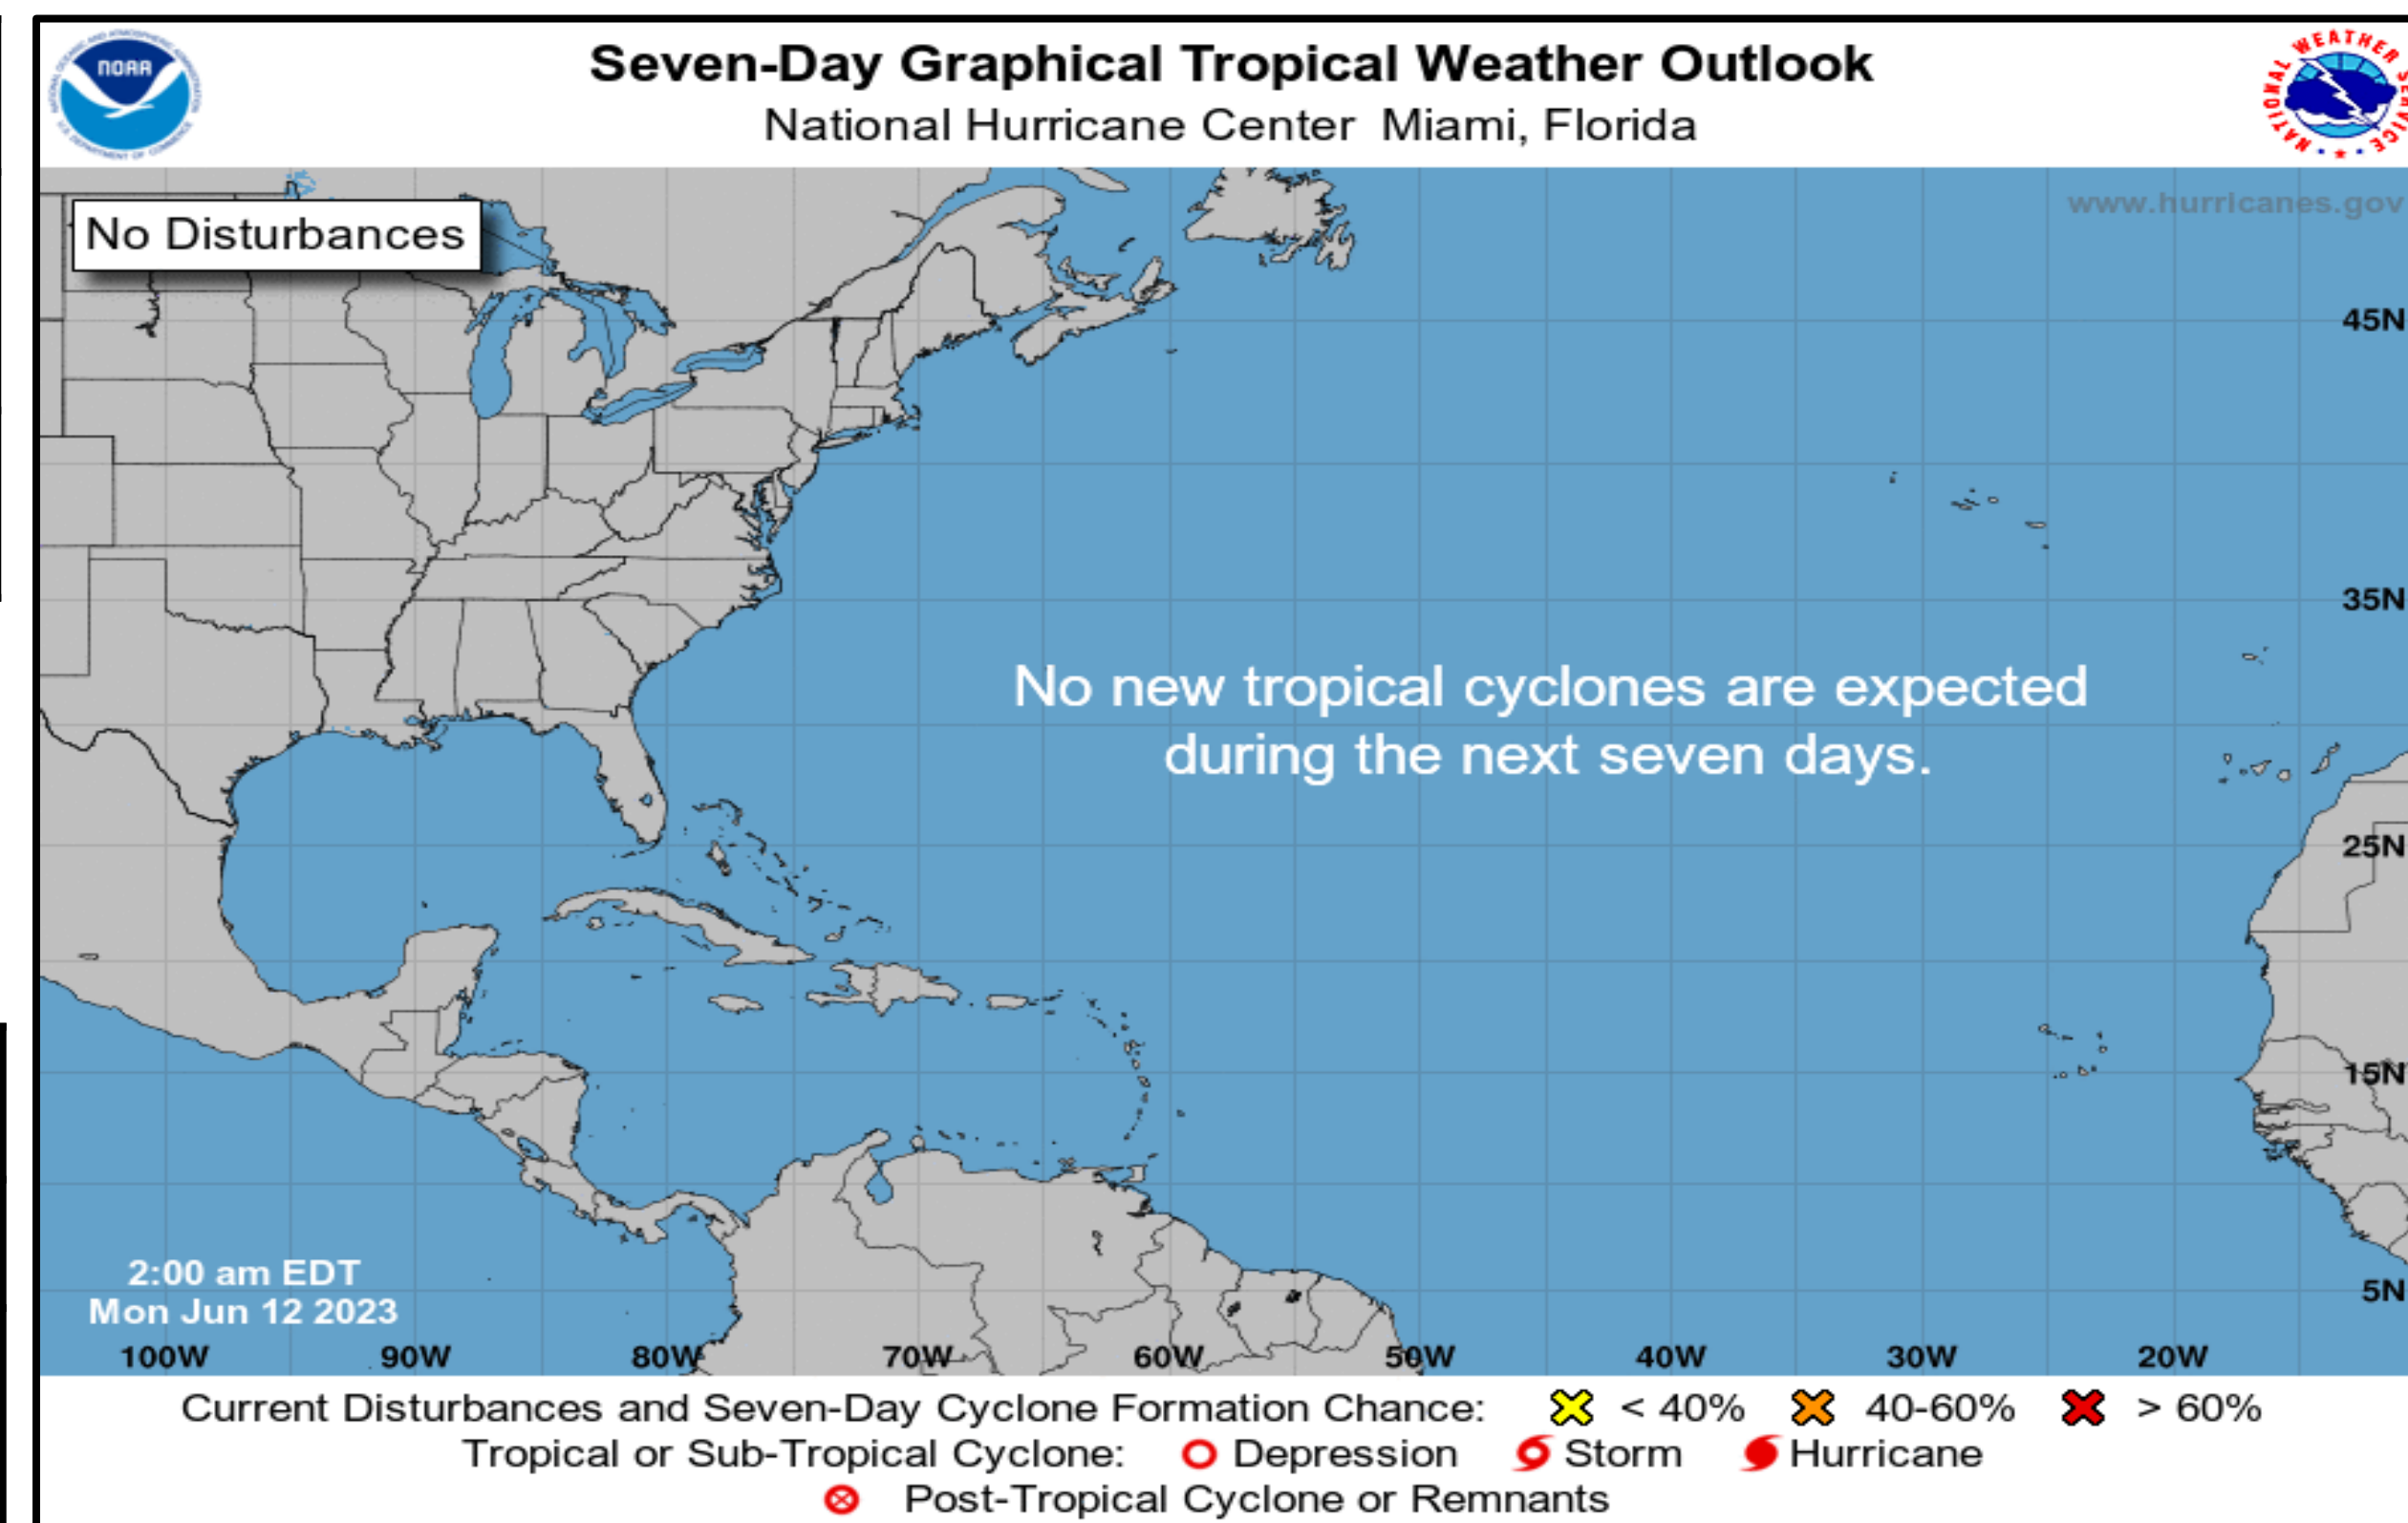 NOAA
Seven-Day Graphical Tropical Weather Outlook
National Hurricane Center Miami, Florida
NATIONAL WEATHER
www.hurricanes.gov
No Disturbances
45N
35N
No new tropical cyclones are expected
during the next seven days.
25N
15N
5N
2:00 am EDT
Mon Jun 12 2023
100W 90W 80W 70W 60W 50W 40W 30W 20W
Current Disturbances and Seven-Day Cyclone Formation Chance: < 40% 40-60% > 60%
Tropical or Sub-Tropical Cyclone: Depression Storm Hurricane
Post-Tropical Cyclone or Remnants